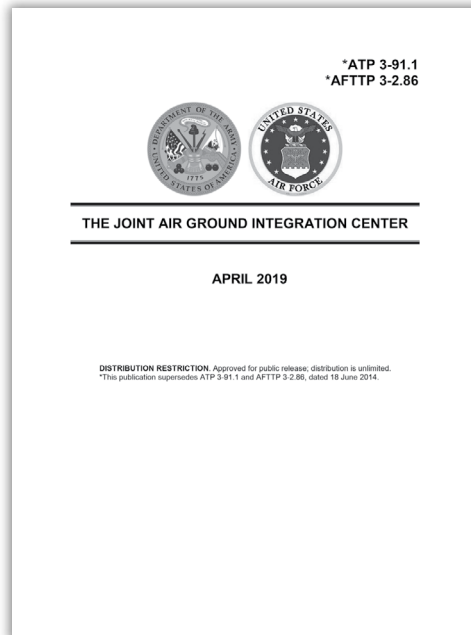 *ATP 3-91.1
*AFTTP 3-2.86
DEPARTMENT OF THE ARMY
UNITED STATES OF AMERICA
1775
UNITED STATES
AIR FORCE
THE JOINT AIR GROUND INTEGRATION CENTER
APRIL 2019
DISTRIBUTION RESTRICTION. Approved for public release; distribution is unlimited.
*This publication supersedes ATP 3-91.1 and AFTTP 3-2.86, dated 18 June 2014.